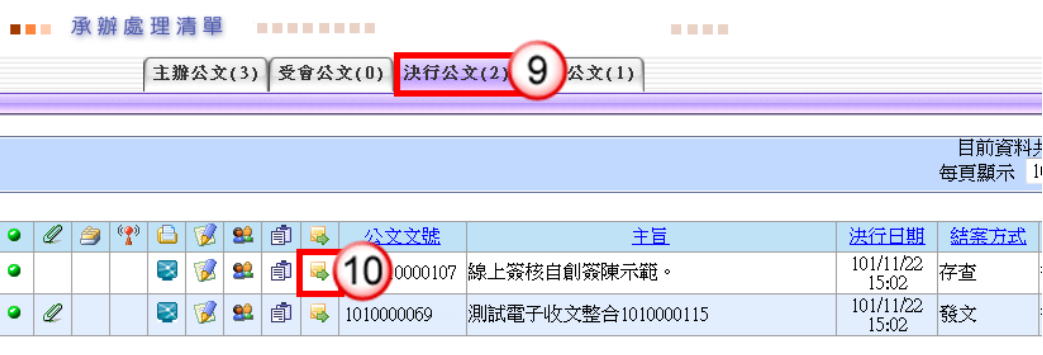 承辦處理清單
主辦公文(3) 受會公文(0) 決行公文(2) 9 公文(1)
目前資料共
每頁顯示 10
公文文號 主旨 決行日期 結案方式
10 0000107 線上簽核自創簽陳示範。 101/11/22 15:02 存查
1010000069 測試電子收文整合1010000115 101/11/22 15:02 發文